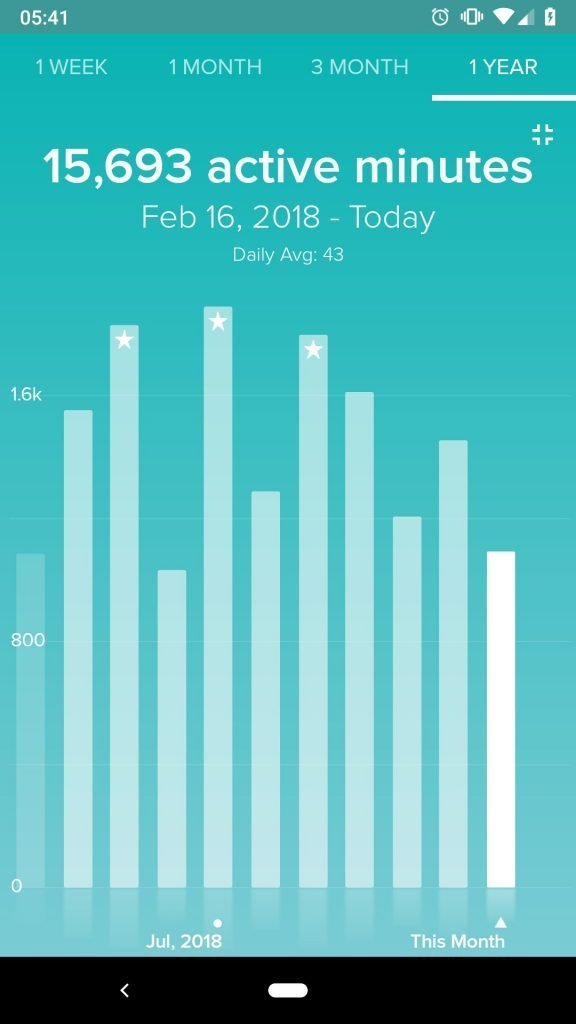 05:41
1 WEEK 1 MONTH 3 MONTH 1 YEAR
15,693 active minutes
Feb 16, 2018 - Today
Daily Avg: 43
1.6k
800
0
Jul, 2018 This Month